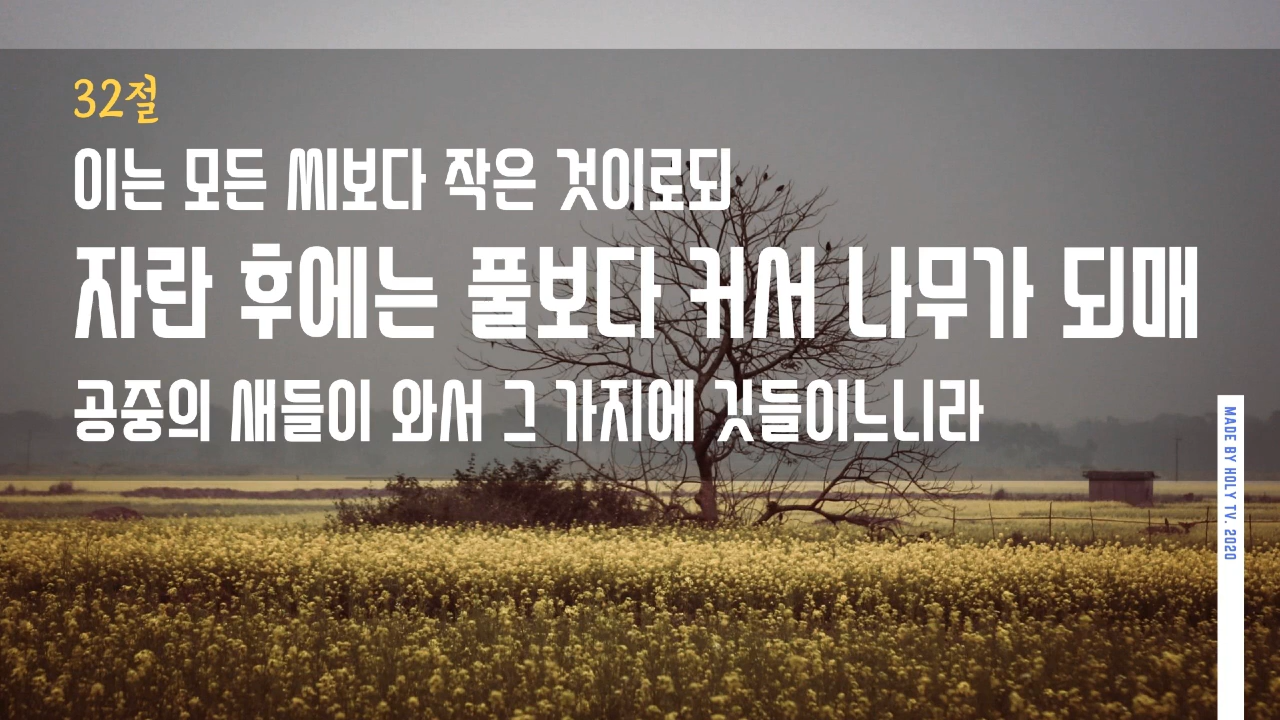 32절
이는 모든 씨보다 작은 것이로되
자란 후에는 풀보다 커서 나무가 되매
공중의 새들이 와서 그 가지에 깃들이느니라
MADE BY HOLY TV. 2020